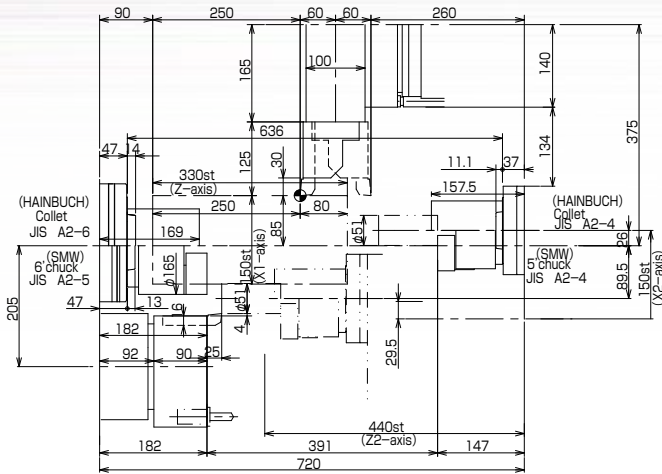 90
250
60
60
260
165
100
140
375
636
125
134
47
14
30
11.1
37
330st
(Z-axis)
157.5
(HAINBUCH)
Collet
JIS A2-6
250
80
(HAINBUCH)
Collet
JIS A2-4
169
85
φ51
26
(SMW)
6"chuck
JIS A2-5
φ165
150st
(X1-axis)
(SMW)
5"chuck
JIS A2-4
89.5
150st
(X2-axis)
47
13
205
6
φ51
182
4
29.5
92
90
25
440st
(Z2-axis)
182
391
147
720